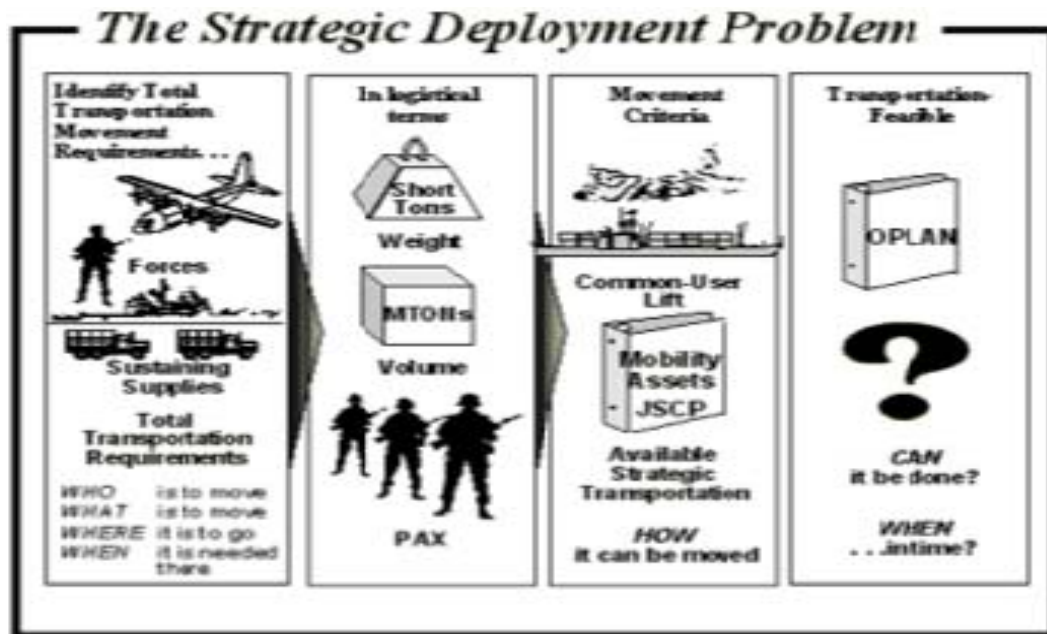 The Strategic Deployment Problem
Identify Total
Transportation
Movement
Requirements...
Forces
Sustaining
Supplies
Total
Transportation
Requirements
WHO is to move
WHAT is to move
WHERE it is to go
WHEN it is needed
there
In logistical
terms
Short
Tons
Weight
MTONs
Volume
PAX
Movement
Criteria
Common-User
Lift
Mobility
Assets
JSCP
Available
Strategic
Transportation
HOW
it can be moved
Transportation-
Feasible
OPLAN
?
CAN
it be done?
WHEN
...intime?